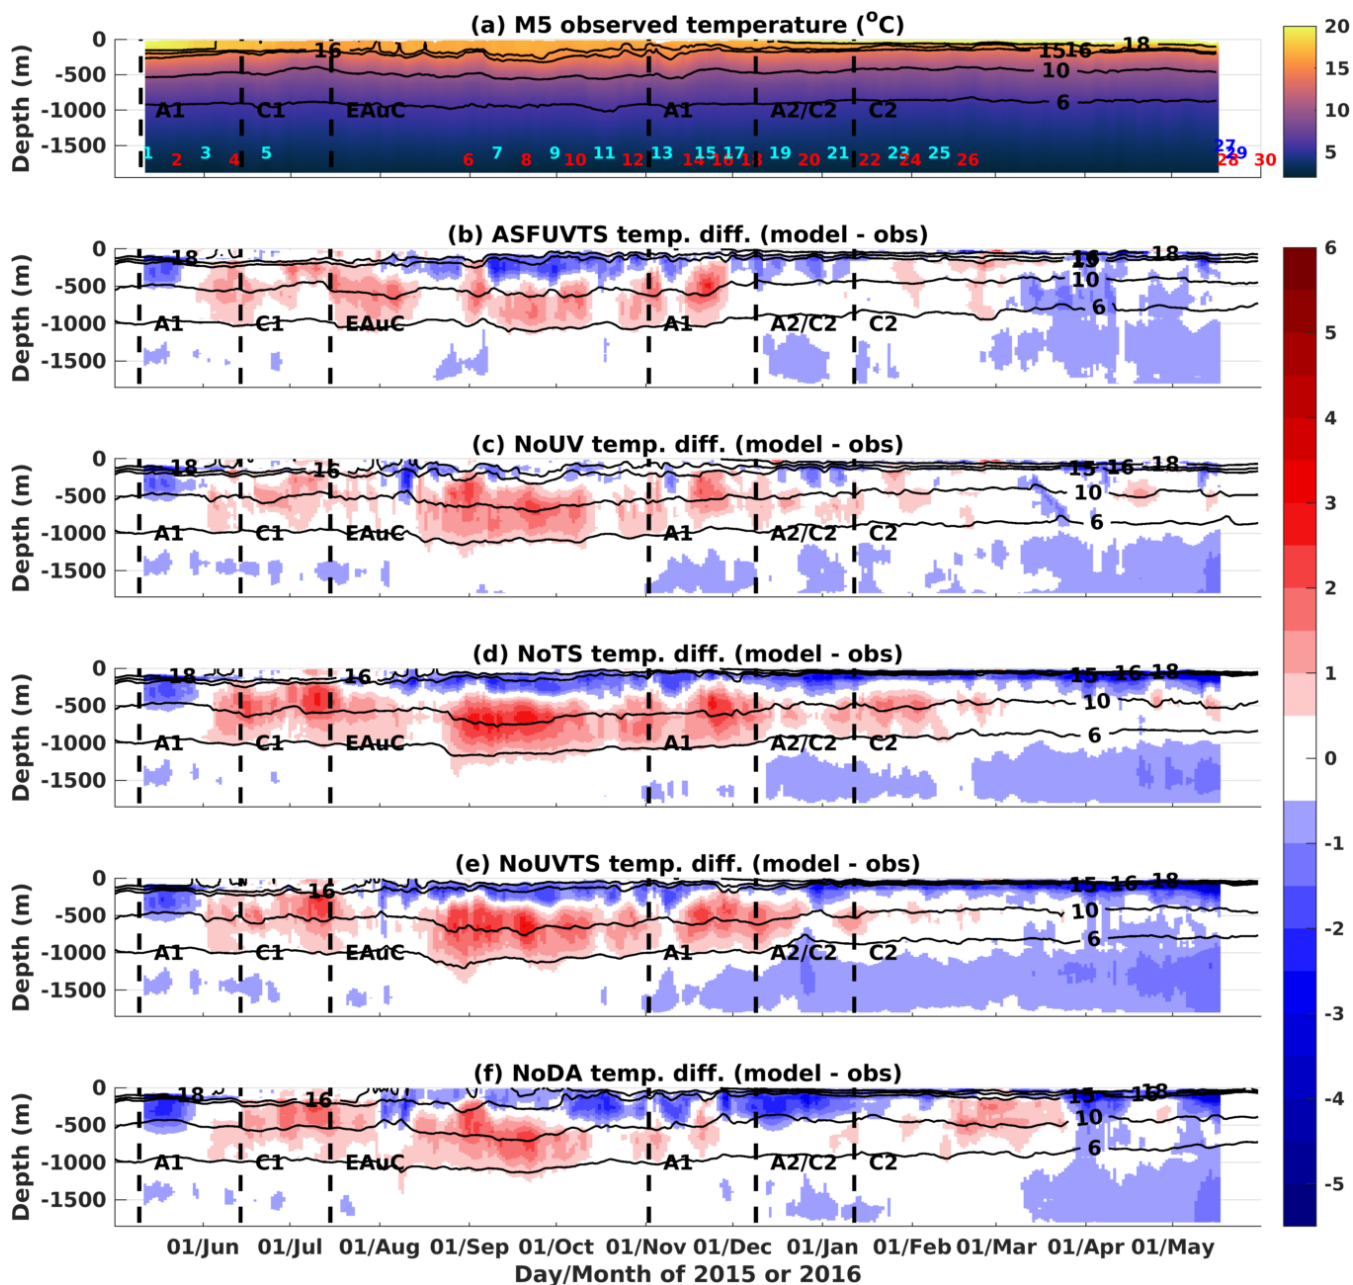 (a) M5 observed temperature (°C)
Depth (m)
0
-500
-1000
-1500
16
15 16 18
10
6
A1 C1 EAuC A1 A2/C2 C2
1 2 3 4 5 6 7 8 9 10 11 12 13 14 15 16 17 18 19 20 21 22 23 24 25 26 27 28 29 30
20
15
10
5
(b) ASFUVTS temp. diff. (model - obs)
Depth (m)
0
-500
-1000
-1500
18
18
10
6
A1 C1 EAuC A1 A2/C2 C2
(c) NoUV temp. diff. (model - obs)
Depth (m)
0
-500
-1000
-1500
18
16
15 16 18
10
6
A1 C1 EAuC A1 A2/C2 C2
(d) NoTS temp. diff. (model - obs)
Depth (m)
0
-500
-1000
-1500
18
16
15 16 18
10
6
A1 C1 EAuC A1 A2/C2 C2
(e) NoUVTS temp. diff. (model - obs)
Depth (m)
0
-500
-1000
-1500
16
15 16 18
10
6
A1 C1 EAuC A1 A2/C2 C2
(f) NoDA temp. diff. (model - obs)
Depth (m)
0
-500
-1000
-1500
18
16
15 16 18
10
6
A1 C1 EAuC A1 A2/C2 C2
01/Jun 01/Jul 01/Aug 01/Sep 01/Oct 01/Nov 01/Dec 01/Jan 01/Feb 01/Mar 01/Apr 01/May
Day/Month of 2015 or 2016
6
5
4
3
2
1
0
-1
-2
-3
-4
-5